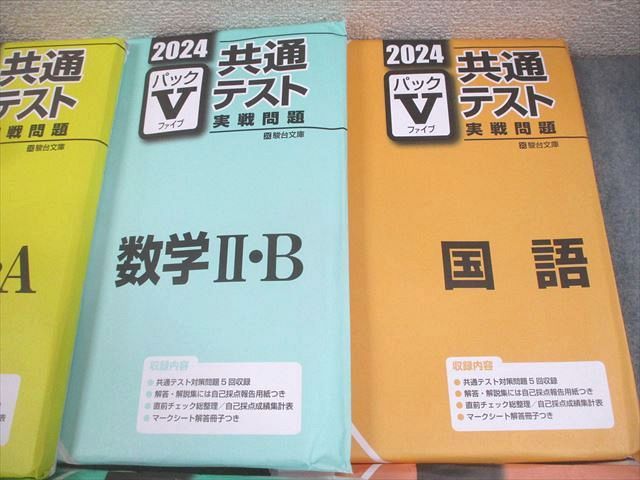 共通
テスト
実戦問題
A
2024
パック
V
ファイブ
共通
テスト
実戦問題
駿台文庫
数学Ⅱ・B
収録内容
共通テスト対策問題5回収録
解答・解説集には自己採点報告用紙つき
直前チェック総整理/自己採点成績集計表
マークシート解答冊子つき
2024
パック
V
ファイブ
共通
テスト
実戦問題
駿台文庫
国語
収録内容
共通テスト対策問題5回収録
解答・解説集には自己採点報告用紙つき
直前チェック総整理/自己採点成績集計表
マークシート解答冊子つき